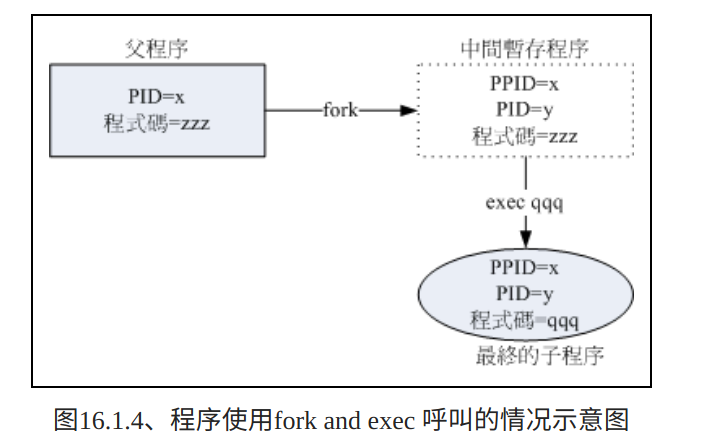 父程序
PID=x
程式碼=zzz
fork
中間暫存程序
PPID=x
PID=y
程式碼=zzz
exec qqq
PPID=x
PID=y
程式碼=qqq
最終的子程序
图16.1.4、程序使用fork and exec 呼叫的情况示意图